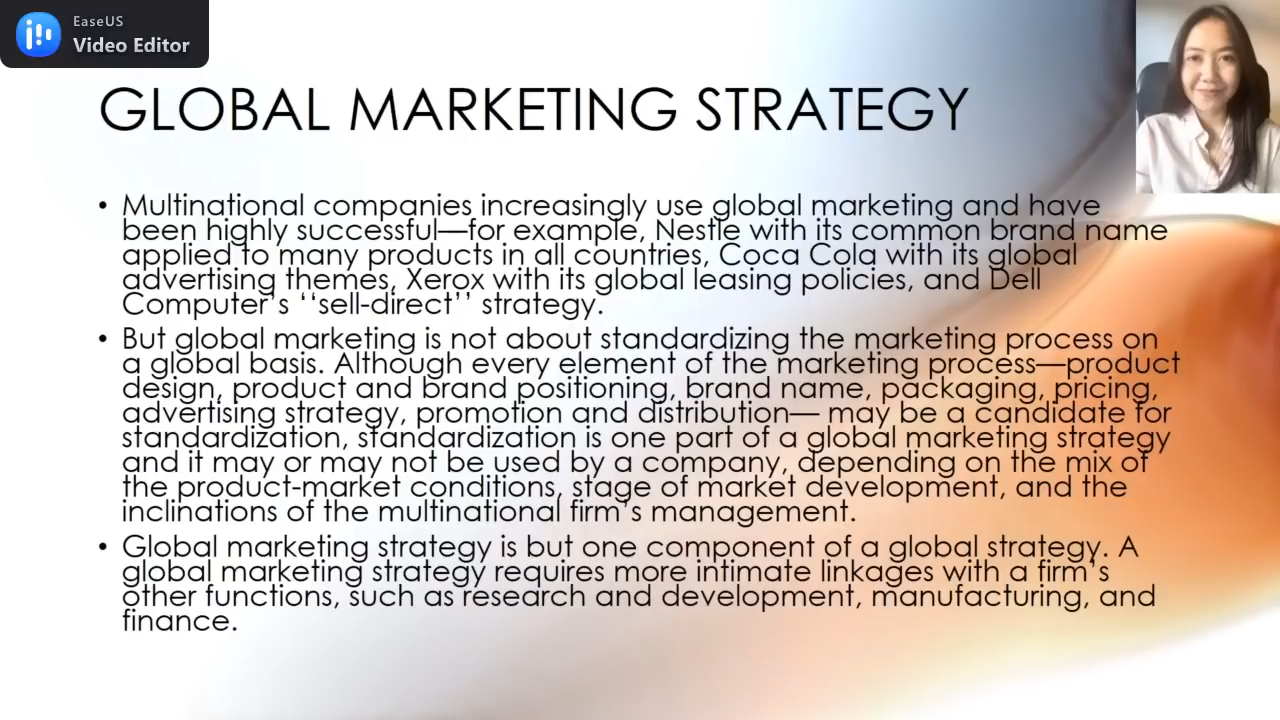 EaseUS
Video Editor
GLOBAL MARKETING STRATEGY
• Multinational companies increasingly use global marketing and have
been highly successful—for example, Nestle with its common brand name
applied to many products in all countries, Coca Cola with its global
advertising themes, Xerox with its global leasing policies, and Dell
Computer’s ‘‘sell-direct’’ strategy.
• But global marketing is not about standardizing the marketing process on
a global basis. Although every element of the marketing process—product
design, product and brand positioning, brand name, packaging, pricing,
advertising strategy, promotion and distribution— may be a candidate for
standardization, standardization is one part of a global marketing strategy
and it may or may not be used by a company, depending on the mix of
the product-market conditions, stage of market development, and the
inclinations of the multinational firm’s management.
• Global marketing strategy is but one component of a global strategy. A
global marketing strategy requires more intimate linkages with a firm’s
other functions, such as research and development, manufacturing, and
finance.